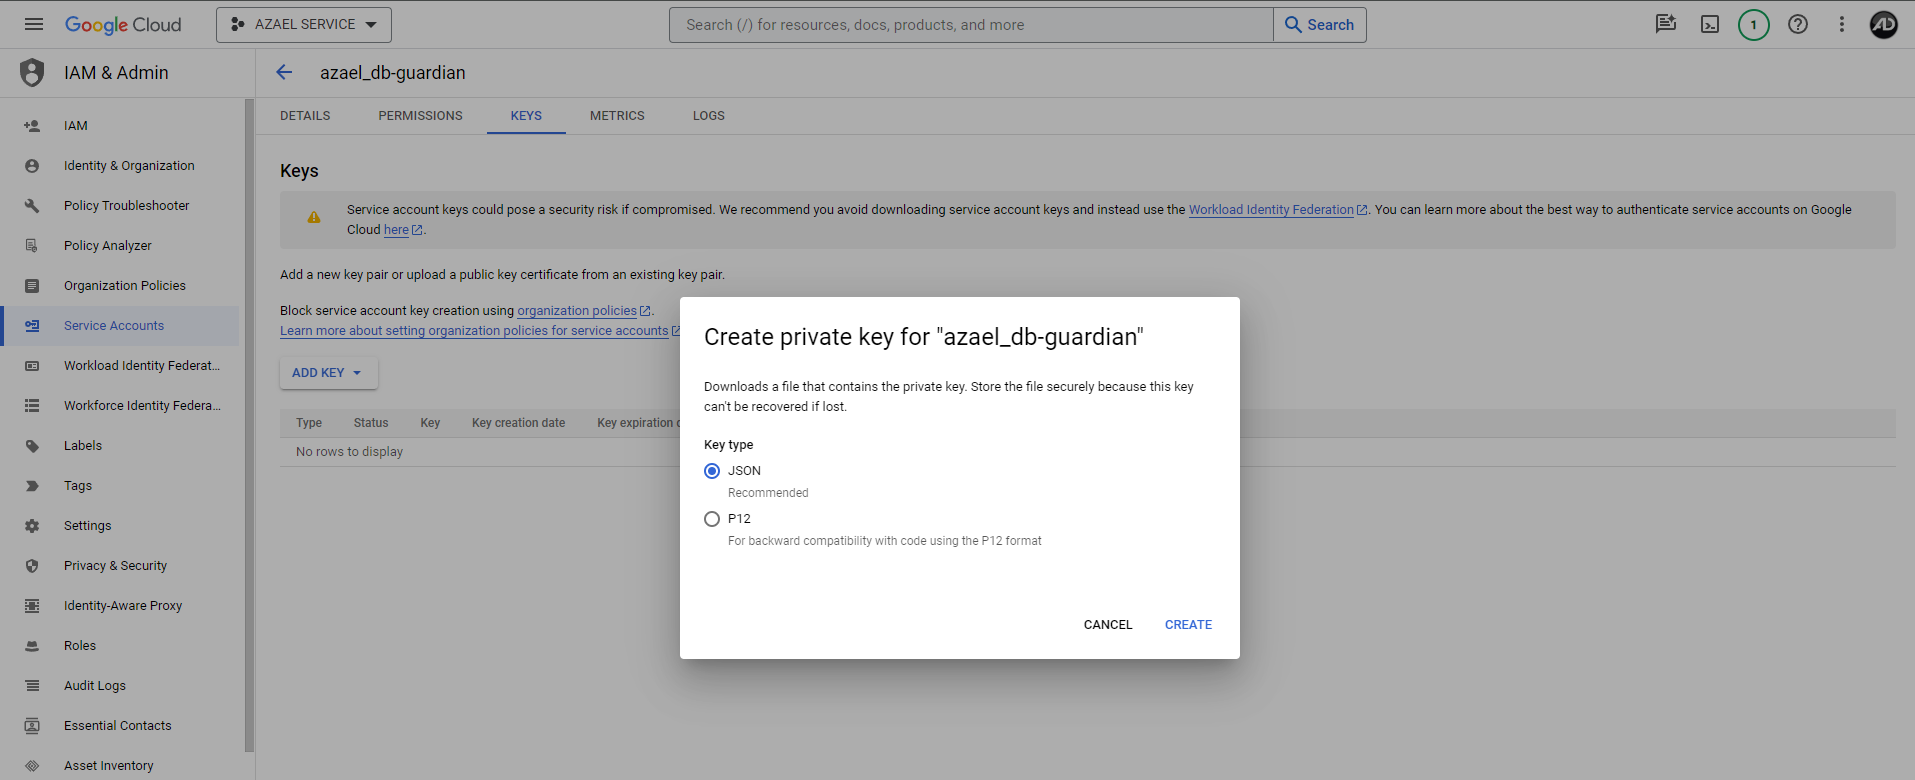 Google Cloud
AZAEL SERVICE
Search (/) for resources, docs, products, and more
Search
1
AD
IAM & Admin
azael_db-guardian
DETAILS
PERMISSIONS
KEYS
METRICS
LOGS
IAM
Identity & Organization
Policy Troubleshooter
Policy Analyzer
Organization Policies
Service Accounts
Workload Identity Federat...
Workforce Identity Federa...
Labels
Tags
Settings
Privacy & Security
Identity-Aware Proxy
Roles
Audit Logs
Essential Contacts
Asset Inventory
Keys
Service account keys could pose a security risk if compromised. We recommend you avoid downloading service account keys and instead use the Workload Identity Federation. You can learn more about the best way to authenticate service accounts on Google
Cloud here.
Add a new key pair or upload a public key certificate from an existing key pair.
Block service account key creation using organization policies.
Learn more about setting organization policies for service accounts
ADD KEY
Type Status Key Key creation date Key expiration
No rows to display
Create private key for "azael_db-guardian"
Downloads a file that contains the private key. Store the file securely because this key
can't be recovered if lost.
Key type
JSON
Recommended
P12
For backward compatibility with code using the P12 format
CANCEL
CREATE